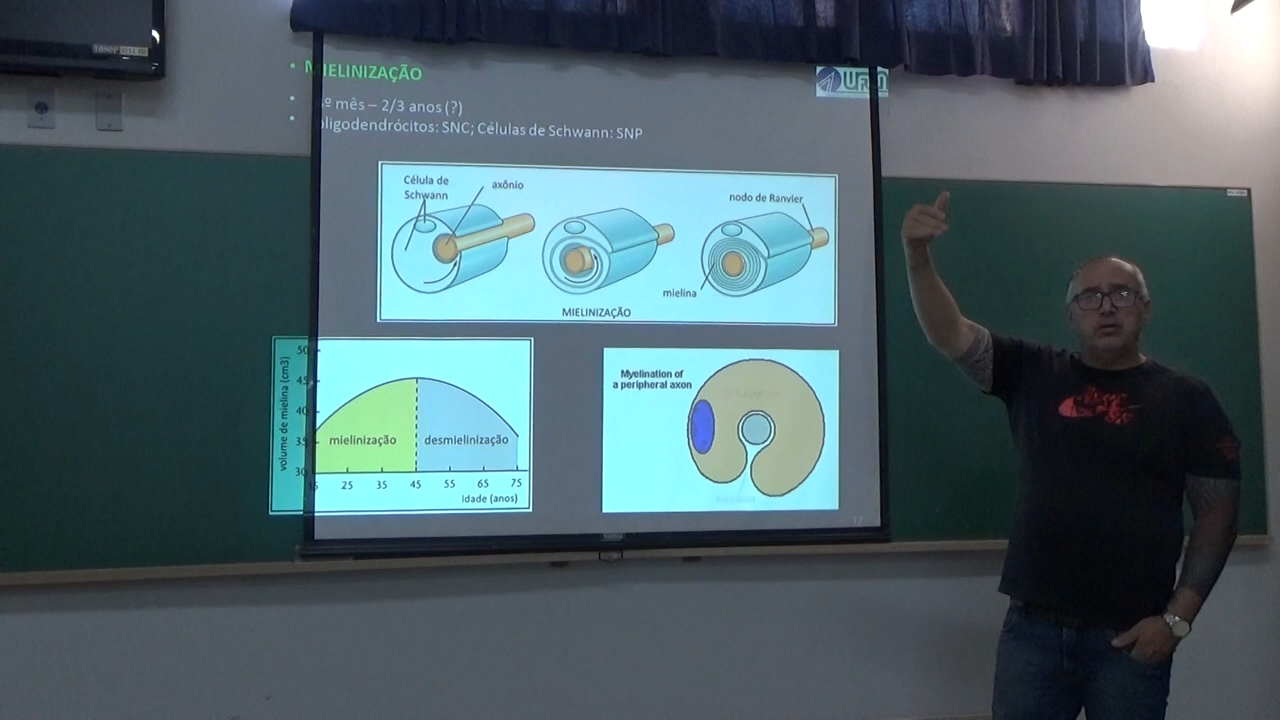 MIELINIZAÇÃO
º mês – 2/3 anos (?)
oligodendrócitos: SNC; Células de Schwann: SNP
Célula de
Schwann
axônio
nodo de Ranvier
mielina
MIELINIZAÇÃO
volume de mielina (cm3)
50
45
40
35
30
mielinização
desmielinização
15 25 35 45 55 65 75
idade (anos)
Myelination of
a peripheral axon
17